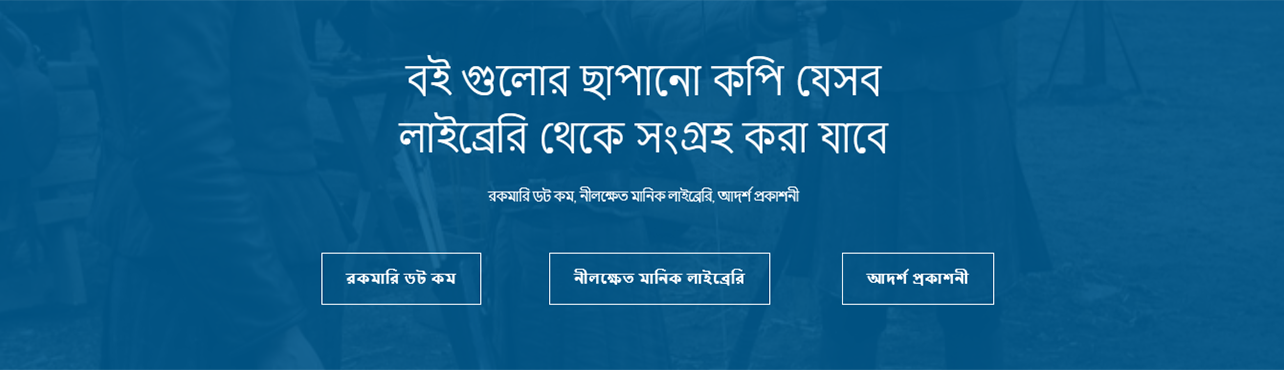 বই গুলোর ছাপানো কপি যেসব
লাইব্রেরি থেকে সংগ্রহ করা যাবে
রকমারি ডট কম, নীলক্ষেত মানিক লাইব্রেরি, আদর্শ প্রকাশনী
রকমারি ডট কম
নীলক্ষেত মানিক লাইব্রেরি
আদর্শ প্রকাশনী